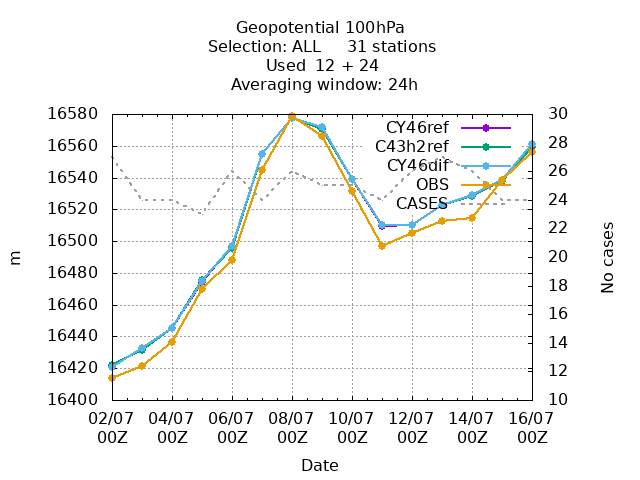 Geopotential 100hPa
Selection: ALL 31 stations
Used 12 + 24
Averaging window: 24h
16580
16560
16540
16520
16500
16480
16460
16440
16420
16400
m
30
28
26
24
22
20
18
16
14
12
10
No cases
CY46ref
C43h2ref
CY46dif
OBS
CASES
02/07 04/07 06/07 08/07 10/07 12/07 14/07 16/07
00Z 00Z 00Z 00Z 00Z 00Z 00Z 00Z
Date